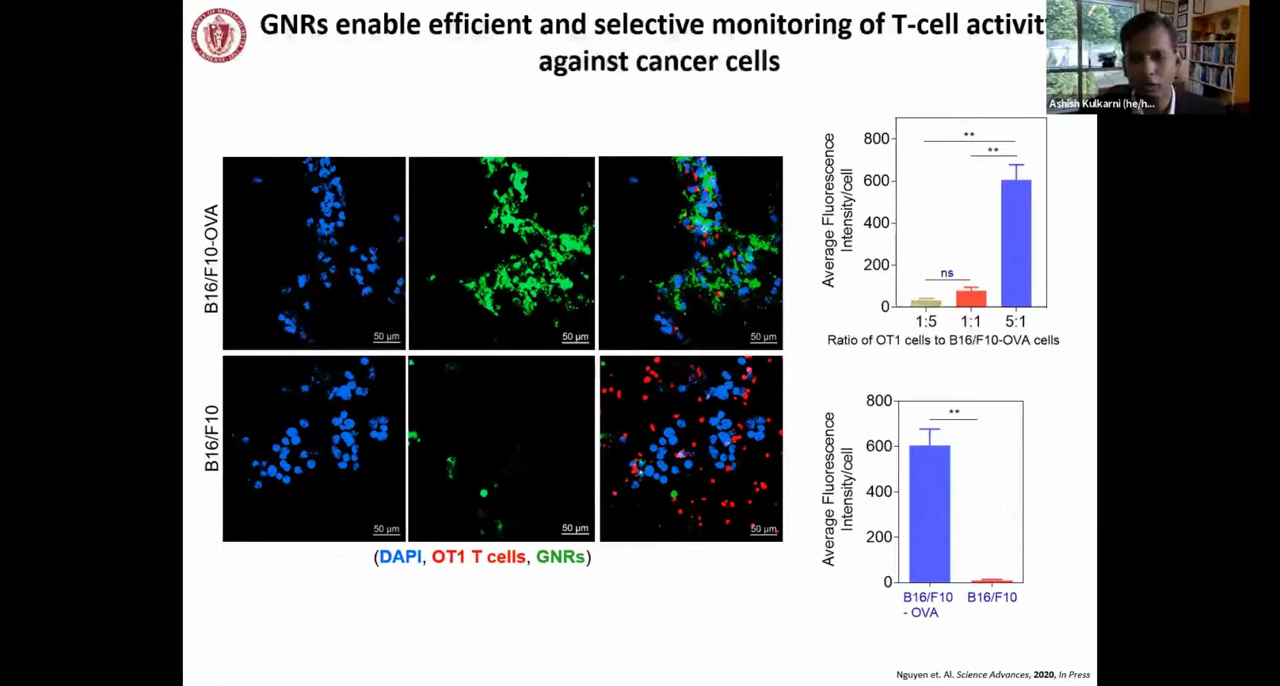 GNRs enable efficient and selective monitoring of T-cell activit
against cancer cells
Ashish Kulkarni (he/h...
B16/F10-OVA
50 µm
50 µm
50 µm
B16/F10
50 µm
50 µm
50 µm
(DAPI, OT1 T cells, GNRs)
Average Fluorescence
Intensity/cell
800
600
400
200
0
**
**
ns
1:5 1:1 5:1
Ratio of OT1 cells to B16/F10-OVA cells
Average Fluorescence
Intensity/cell
800
600
400
200
0
**
B16/F10
- OVA
B16/F10
Nguyen et. Al. Science Advances, 2020, In Press